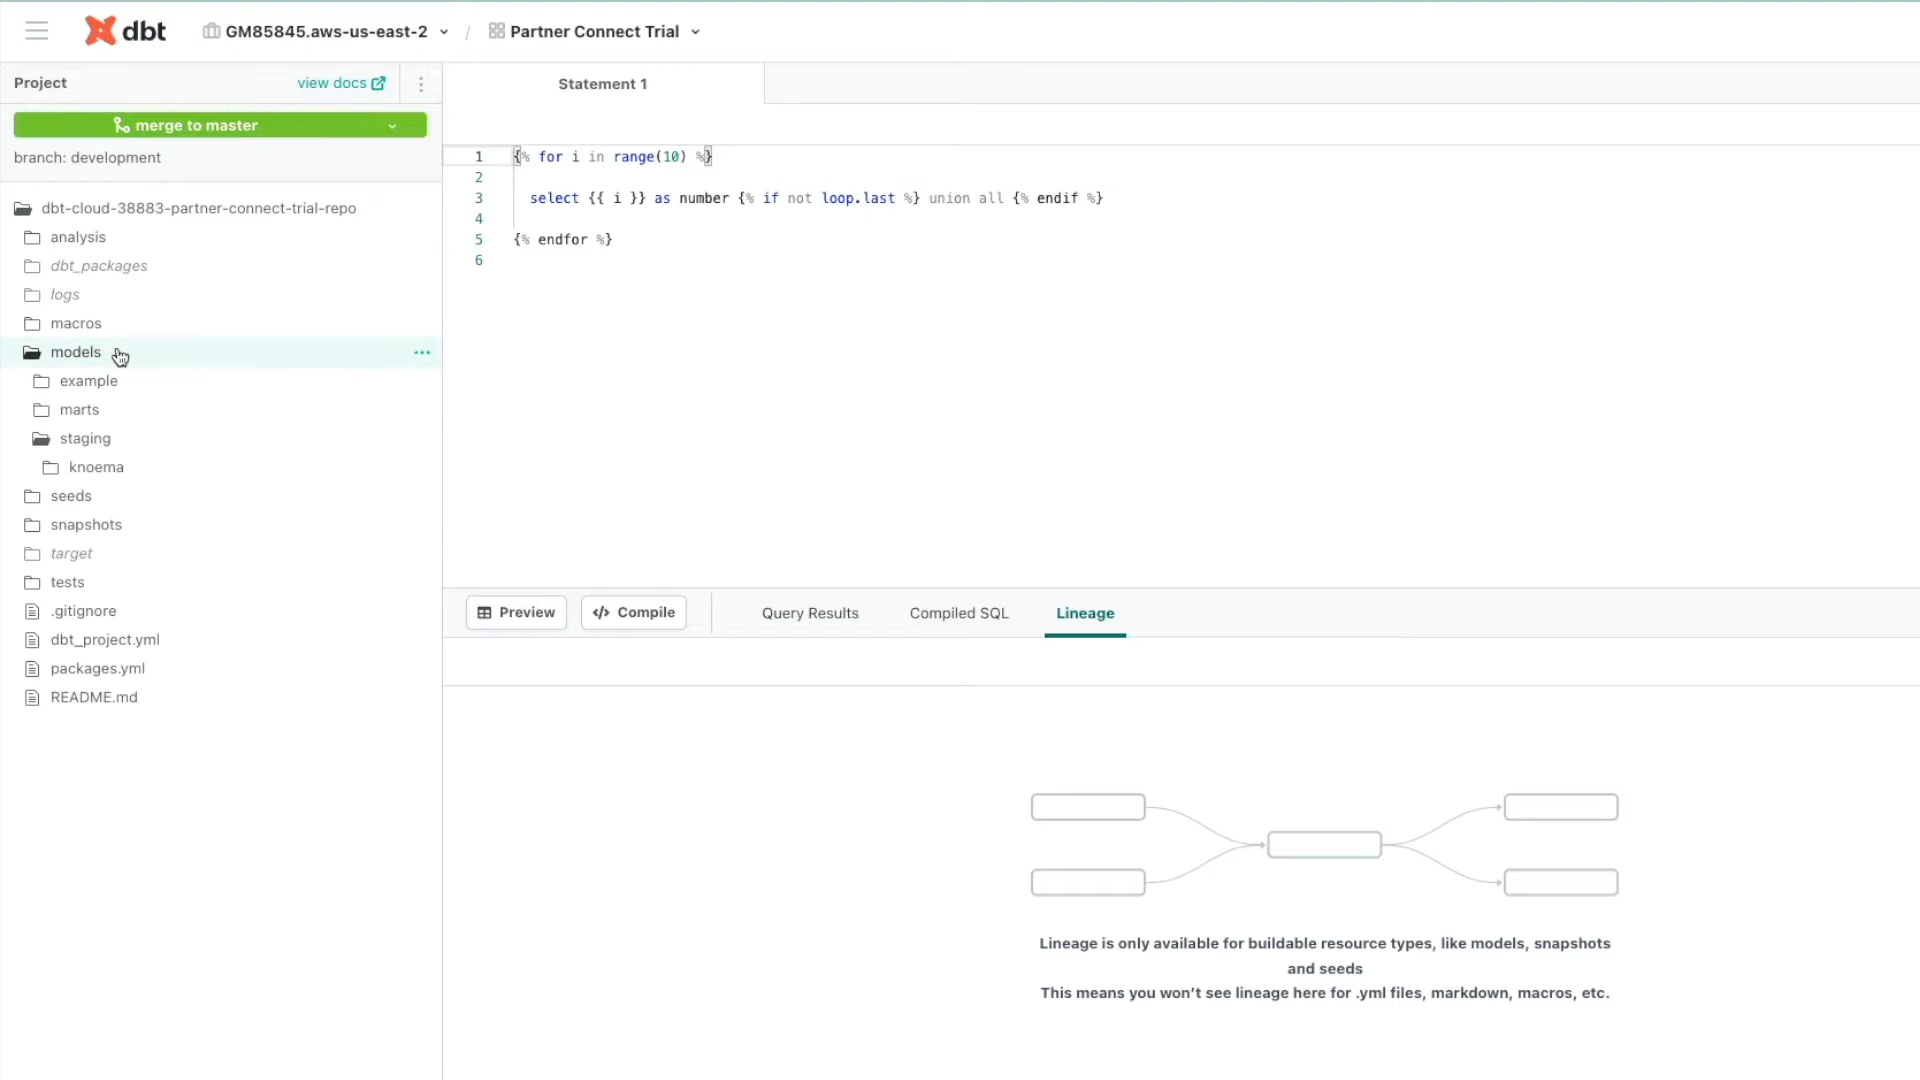 dbt
GM85845.aws-us-east-2
/
Partner Connect Trial
Project
view docs
merge to master
branch: development
dbt-cloud-38883-partner-connect-trial-repo
analysis
dbt_packages
logs
macros
models
example
marts
staging
knoema
seeds
snapshots
target
tests
.gitignore
dbt_project.yml
packages.yml
README.md
Statement 1
1 {% for i in range(10) %}
2
3 select {{ i }} as number {% if not loop.last %} union all {% endif %}
4
5 {% endfor %}
6
Preview
</> Compile
Query Results
Compiled SQL
Lineage
Lineage is only available for buildable resource types, like models, snapshots
and seeds
This means you won't see lineage here for .yml files, markdown, macros, etc.